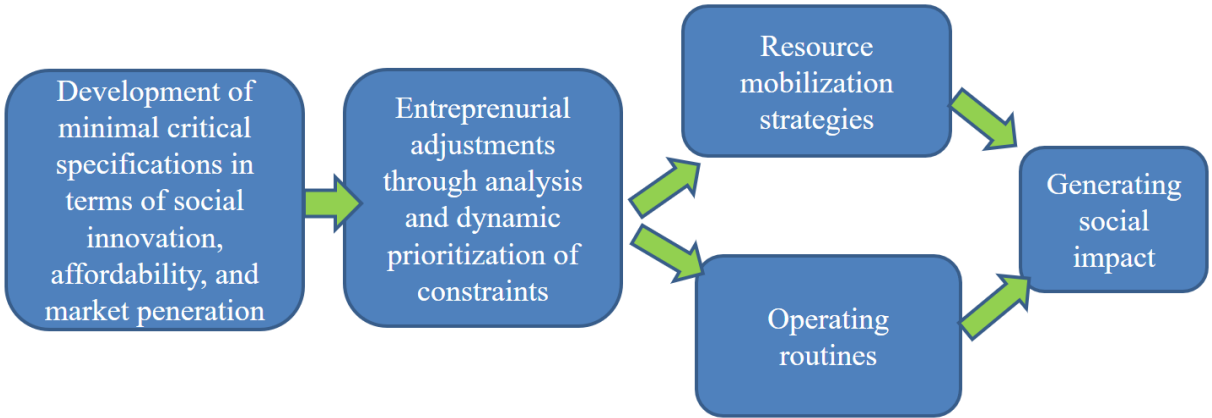 Development of
minimal critical
specifications in
terms of social
innovation,
affordability, and
market peneration
Entreprenurial
adjustments
through analysis
and dynamic
prioritization of
constraints
Resource
mobilization
strategies
Operating
routines
Generating
social
impact